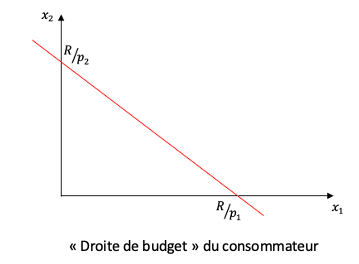 x₂
R/p₂
R/p₁
x₁
« Droite de budget » du consommateur